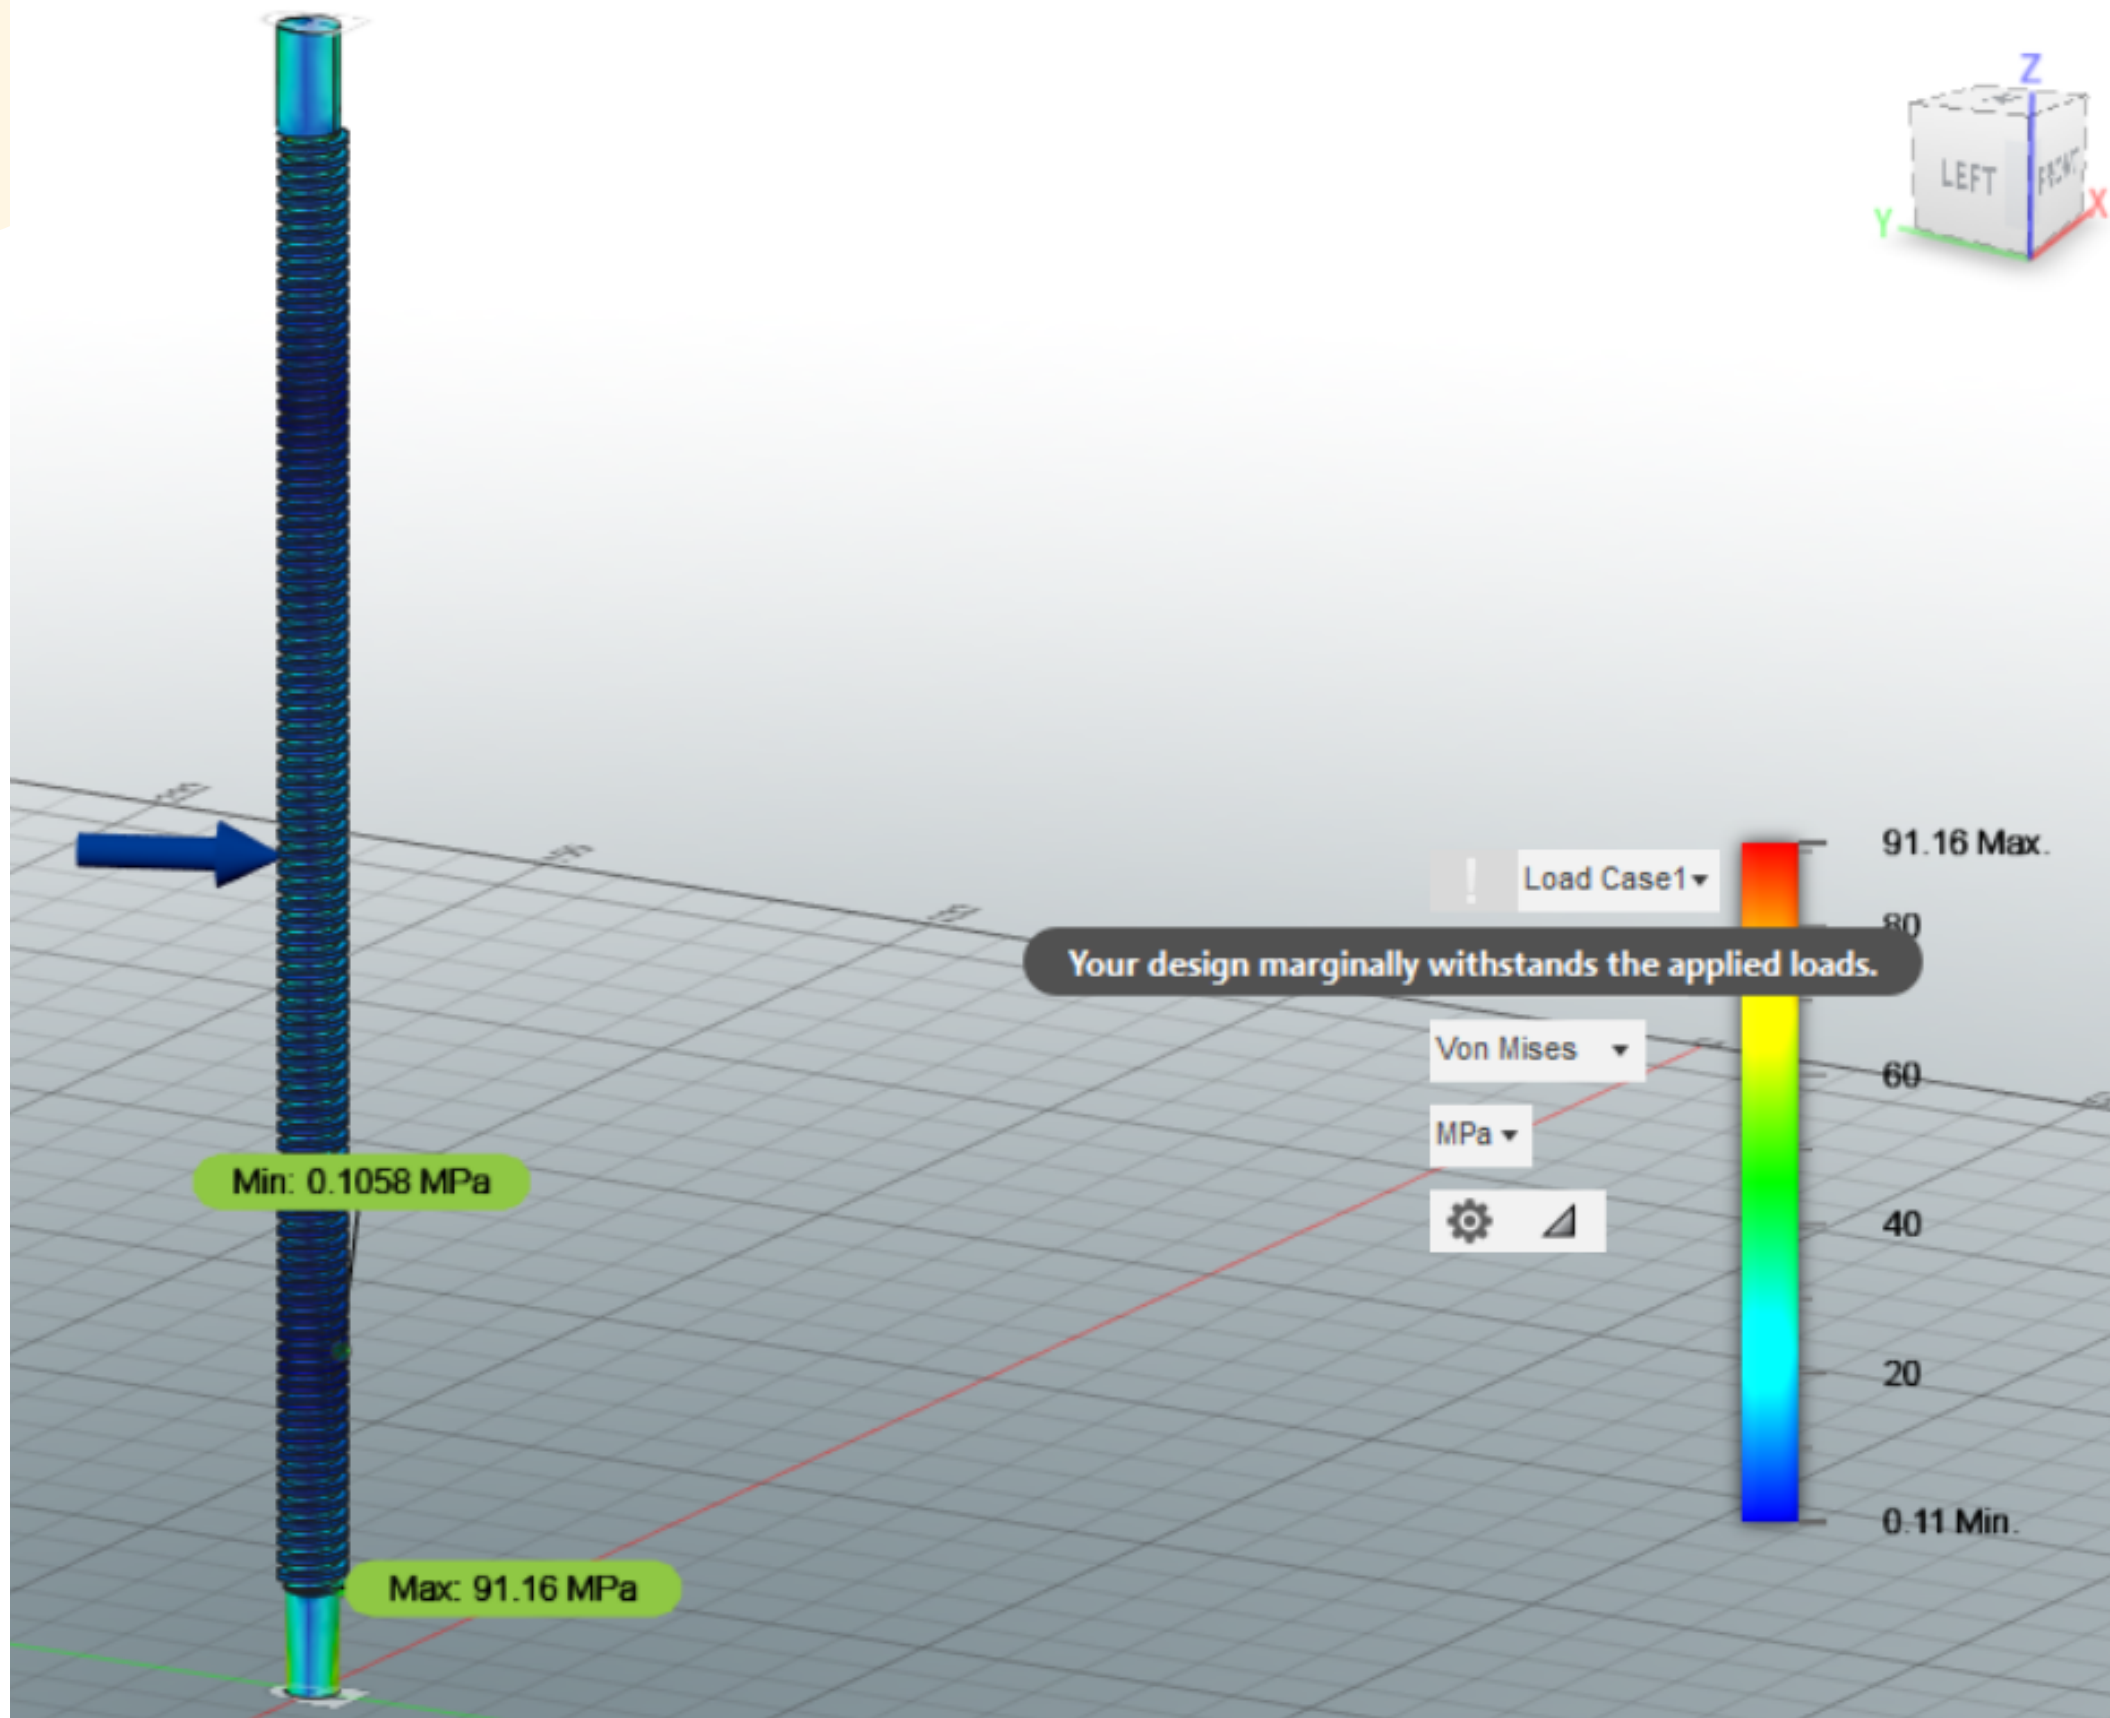 Z
LEFT
FRONT
Y
X
91.16 Max.
Load Case1
80
Your design marginally withstands the applied loads.
Von Mises
60
MPa
Min: 0.1058 MPa
40
20
0.11 Min.
Max: 91.16 MPa